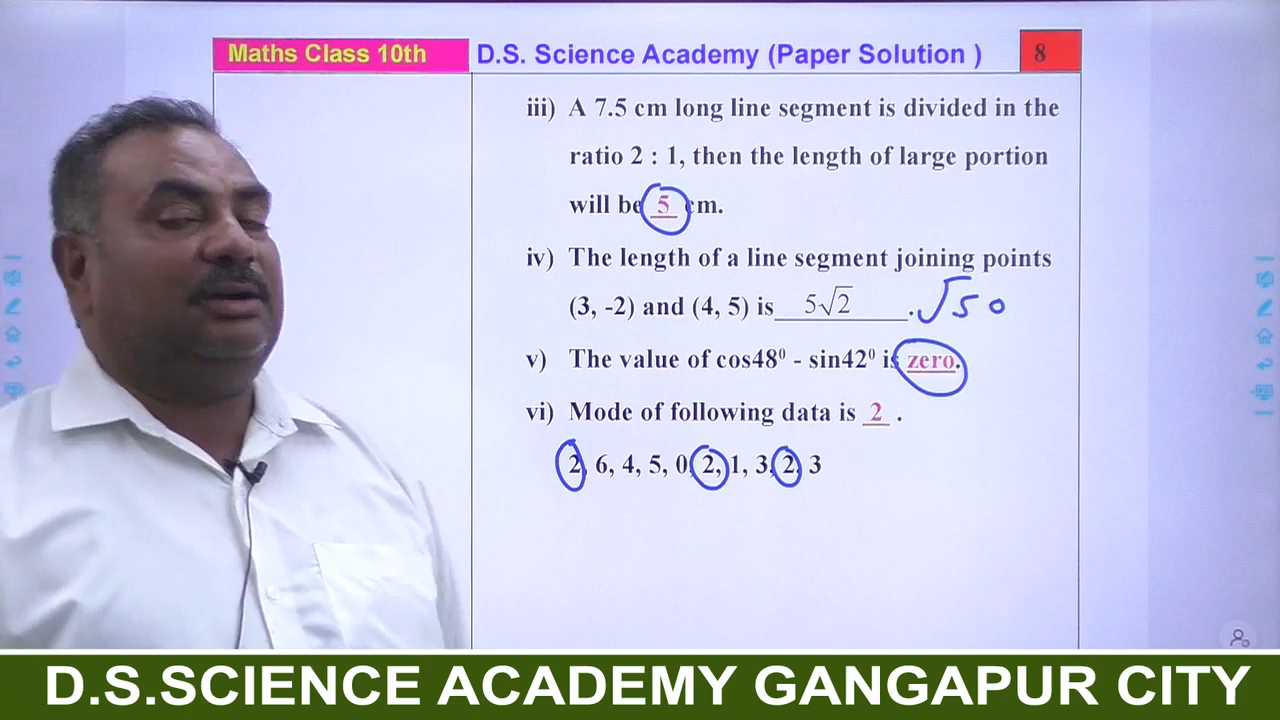 Maths Class 10th
D.S. Science Academy (Paper Solution )
8
iii) A 7.5 cm long line segment is divided in the
ratio 2 : 1, then the length of large portion
will be 5 cm.
iv) The length of a line segment joining points
(3, -2) and (4, 5) is 5√2 . √50
v) The value of cos48⁰ - sin42⁰ is zero.
vi) Mode of following data is 2 .
2, 6, 4, 5, 0, 2, 1, 3, 2, 3
D.S.SCIENCE ACADEMY GANGAPUR CITY